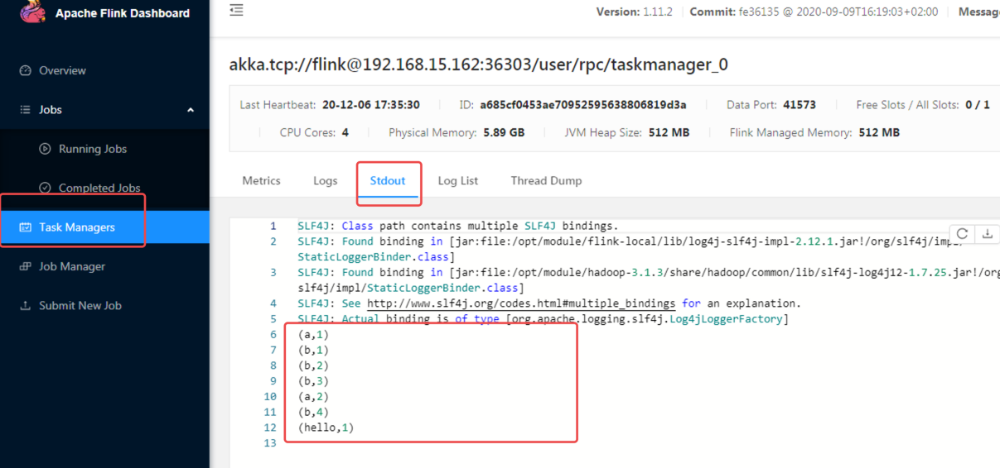 Apache Flink Dashboard
Version: 1.11.2 Commit: fe36135 @ 2020-09-09T16:19:03+02:00
Overview
Jobs
Running Jobs
Completed Jobs
Task Managers
Job Manager
Submit New Job
akka.tcp://flink@192.168.15.162:36303/user/rpc/taskmanager_0
Last Heartbeat: 20-12-06 17:35:30 ID: a685cf0453ae70952595638806819d3a Data Port: 41573 Free Slots / All Slots: 0 / 1
CPU Cores: 4 Physical Memory: 5.89 GB JVM Heap Size: 512 MB Flink Managed Memory: 512 MB
Metrics Logs Stdout Log List Thread Dump
1 SLF4J: Class path contains multiple SLF4J bindings.
2 SLF4J: Found binding in [jar:file:/opt/module/flink-local/lib/log4j-slf4j-impl-2.12.1.jar!/org/slf4j/impl/
StaticLoggerBinder.class]
3 SLF4J: Found binding in [jar:file:/opt/module/hadoop-3.1.3/share/hadoop/common/lib/slf4j-log4j12-1.7.25.jar!/org
slf4j/impl/StaticLoggerBinder.class]
4 SLF4J: See http://www.slf4j.org/codes.html#multiple_bindings for an explanation.
5 SLF4J: Actual binding is of type [org.apache.logging.slf4j.Log4jLoggerFactory]
6 (a,1)
7 (b,1)
8 (b,2)
9 (b,3)
10 (a,2)
11 (b,4)
12 (hello,1)
13